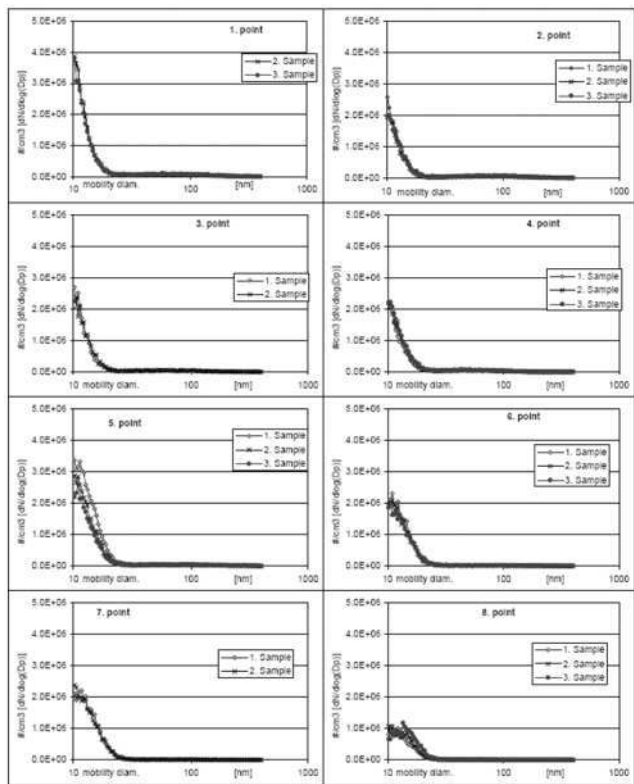 1. point
#/cm3 [dN/dlog(Dp)]
5.0E+06
4.0E+06
3.0E+06
2.0E+06
1.0E+06
0.0E+00
2. Sample
3. Sample
10 mobility diam. 100 [nm] 1000
2. point
#/cm3 [dN/dlog(Dp)]
5.0E+06
4.0E+06
3.0E+06
2.0E+06
1.0E+06
0.0E+00
1. Sample
2. Sample
3. Sample
10 mobility diam. 100 [nm] 1000
3. point
#/cm3 [dN/dlog(Dp)]
5.0E+06
4.0E+06
3.0E+06
2.0E+06
1.0E+06
0.0E+00
1. Sample
2. Sample
10 mobility diam. 100 [nm] 1000
4. point
#/cm3 [dN/dlog(Dp)]
5.0E+06
4.0E+06
3.0E+06
2.0E+06
1.0E+06
0.0E+00
1. Sample
2. Sample
3. Sample
10 mobility diam. 100 [nm] 1000
5. point
#/cm3 [dN/dlog(Dp)]
5.0E+06
4.0E+06
3.0E+06
2.0E+06
1.0E+06
0.0E+00
1. Sample
2. Sample
3. Sample
10 mobility diam. 100 [nm] 1000
6. point
#/cm3 [dN/dlog(Dp)]
5.0E+06
4.0E+06
3.0E+06
2.0E+06
1.0E+06
0.0E+00
1. Sample
2. Sample
3. Sample
10 mobility diam. 100 [nm] 1000
7. point
#/cm3 [dN/dlog(Dp)]
5.0E+06
4.0E+06
3.0E+06
2.0E+06
1.0E+06
0.0E+00
1. Sample
2. Sample
10 mobility diam. 100 [nm] 1000
8. point
#/cm3 [dN/dlog(Dp)]
5.0E+06
4.0E+06
3.0E+06
2.0E+06
1.0E+06
0.0E+00
1. Sample
2. Sample
3. Sample
10 mobility diam. 100 [nm] 1000